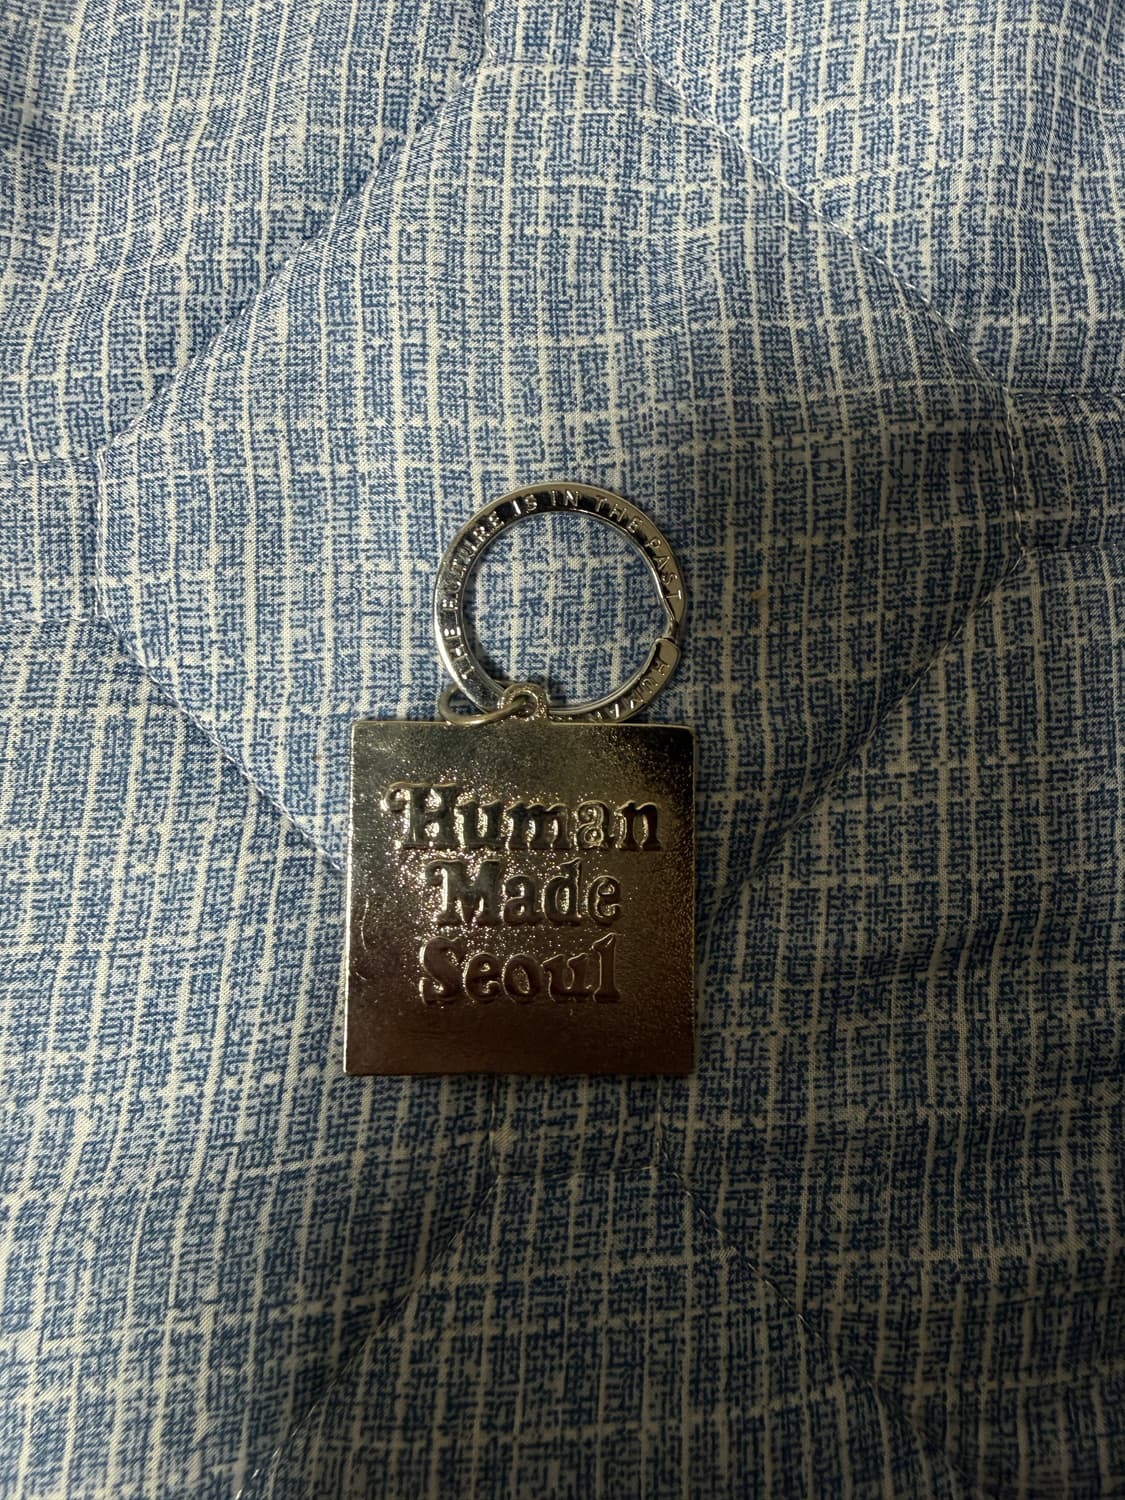 THE FUTURE IS IN THE PAST
HUMAN
Human
Made
Seoul